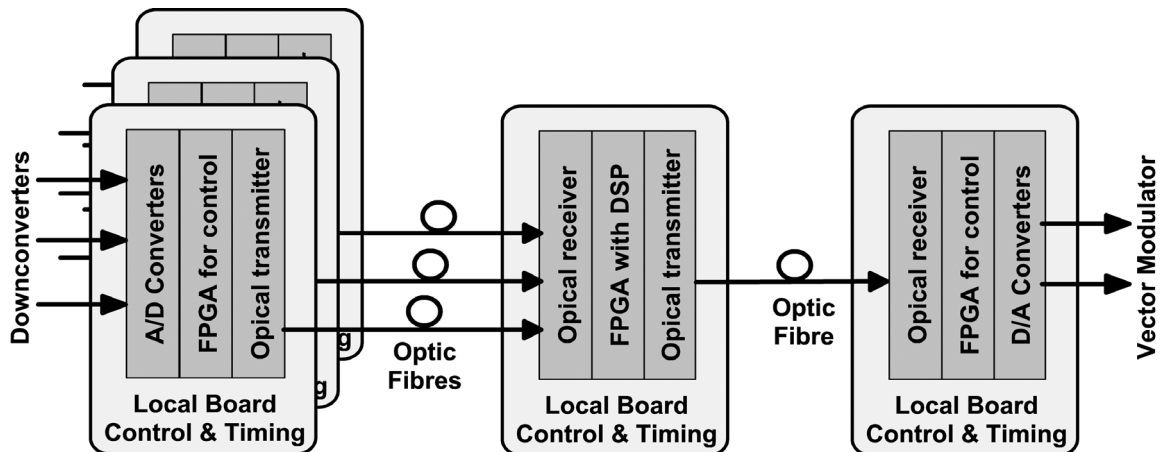 Downconverters
A/D Converters
FPGA for control
Opical transmitter
Local Board
Control & Timing
g
g
Optic
Fibres
Opical receiver
FPGA with DSP
Opical transmitter
Local Board
Control & Timing
Optic
Fibre
Opical receiver
FPGA for control
D/A Converters
Local Board
Control & Timing
Vector Modulator